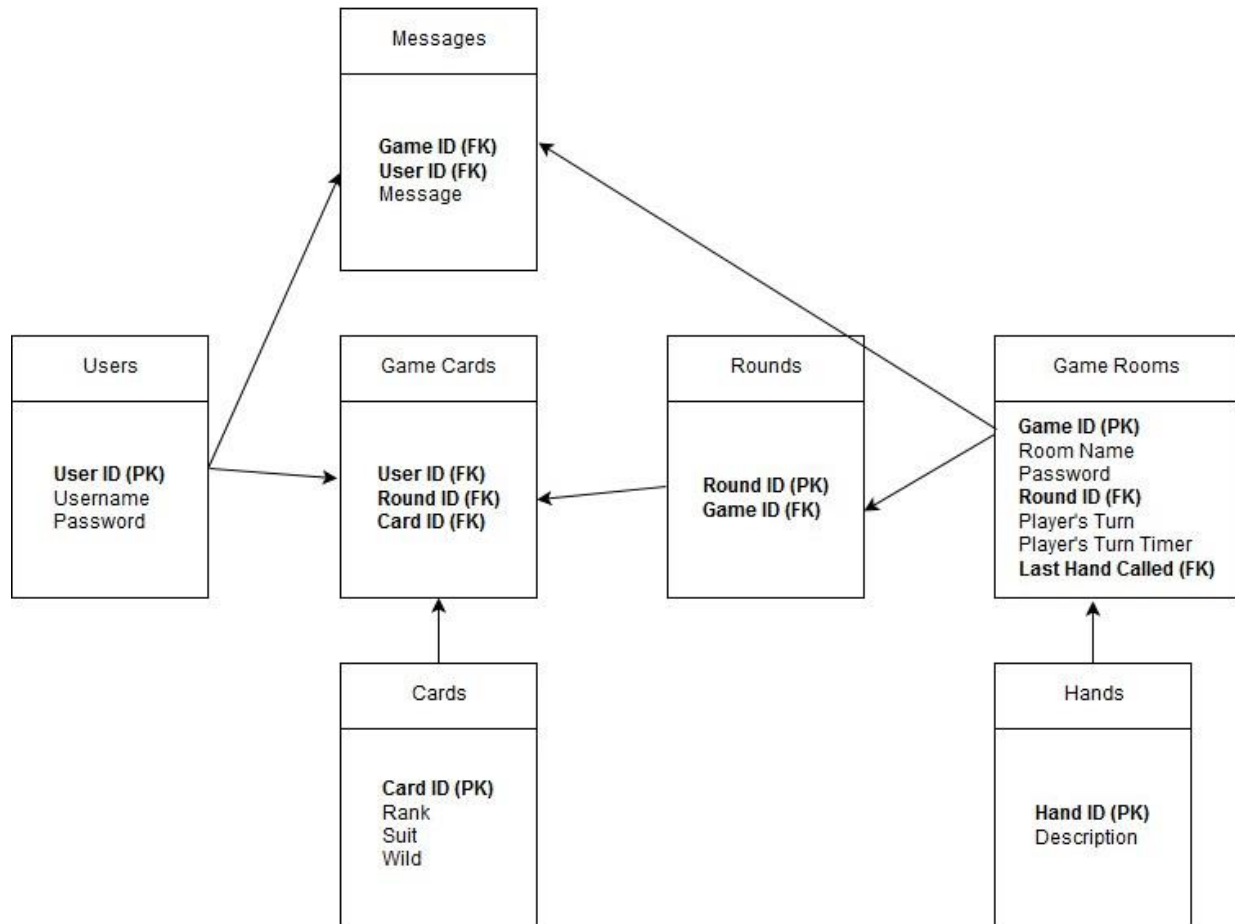 Messages
Game ID (FK)
User ID (FK)
Message
Users
User ID (PK)
Username
Password
Game Cards
User ID (FK)
Round ID (FK)
Card ID (FK)
Rounds
Round ID (PK)
Game ID (FK)
Game Rooms
Game ID (PK)
Room Name
Password
Round ID (FK)
Player's Turn
Player's Turn Timer
Last Hand Called (FK)
Cards
Card ID (PK)
Rank
Suit
Wild
Hands
Hand ID (PK)
Description